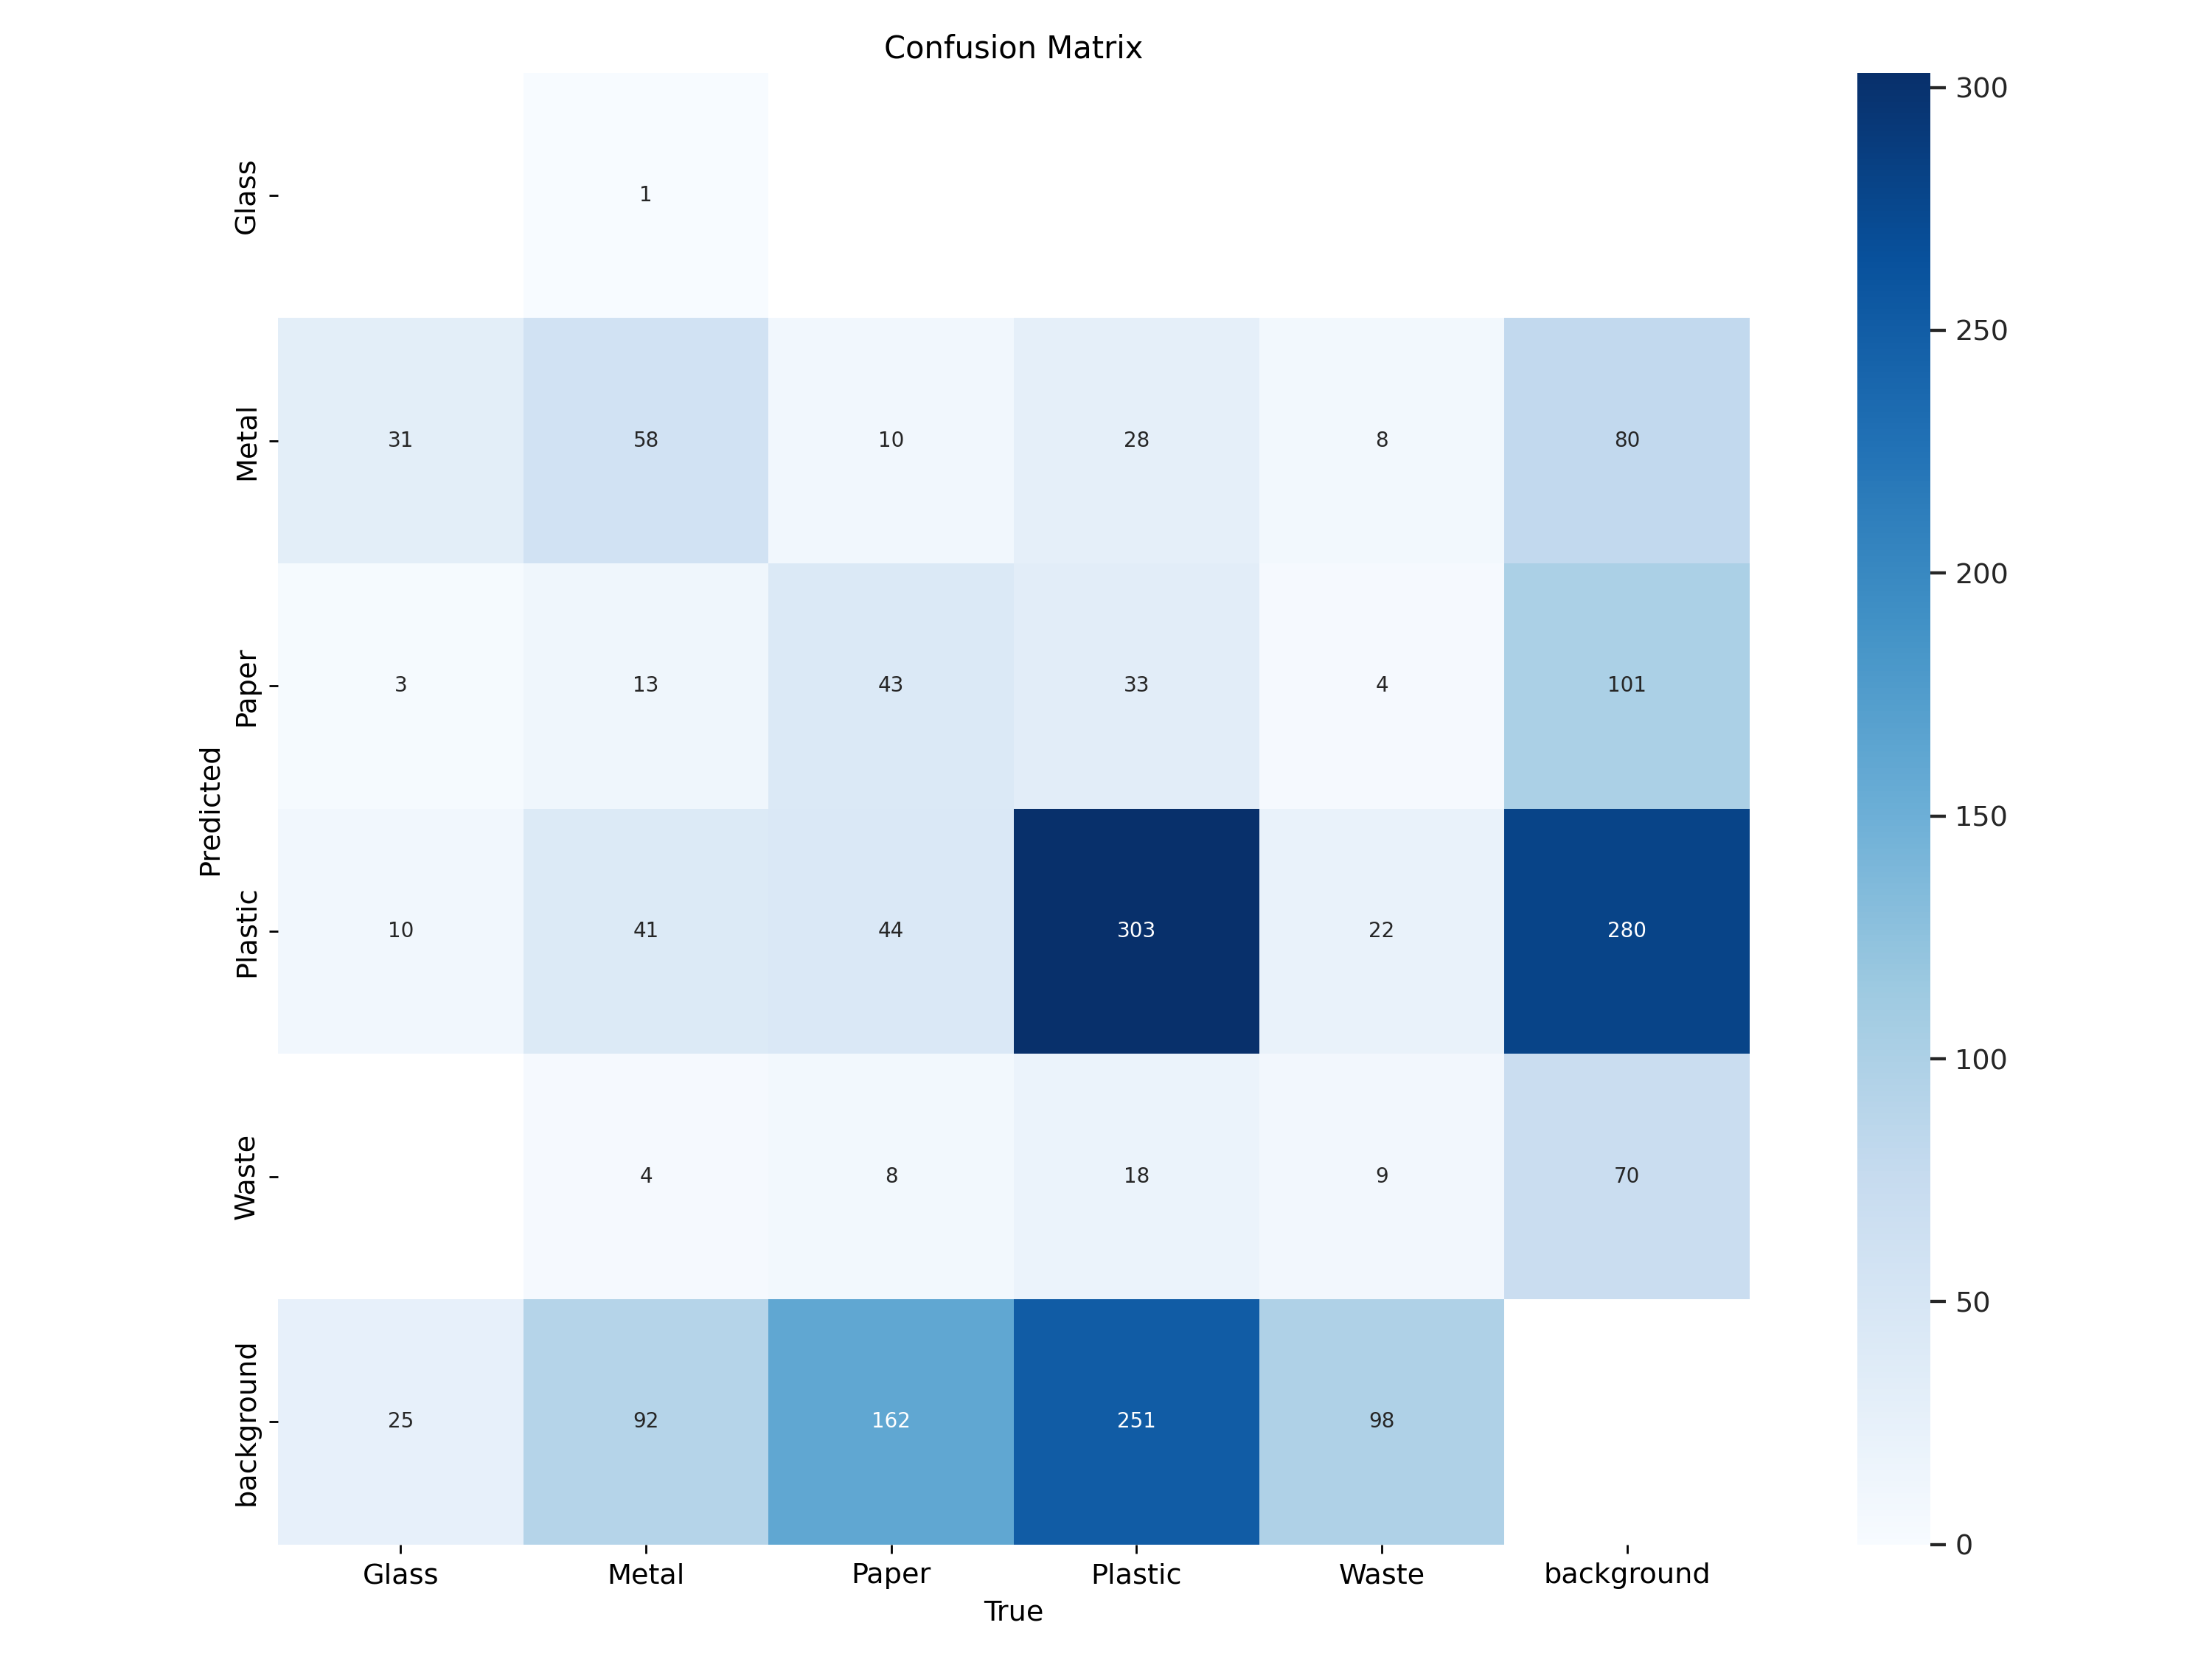 Confusion Matrix
Glass
1
Metal
31 58 10 28 8 80
Paper
3 13 43 33 4 101
Predicted
Plastic
10 41 44 303 22 280
Waste
4 8 18 9 70
background
25 92 162 251 98
Glass Metal Paper Plastic Waste background
True
300
250
200
150
100
50
0